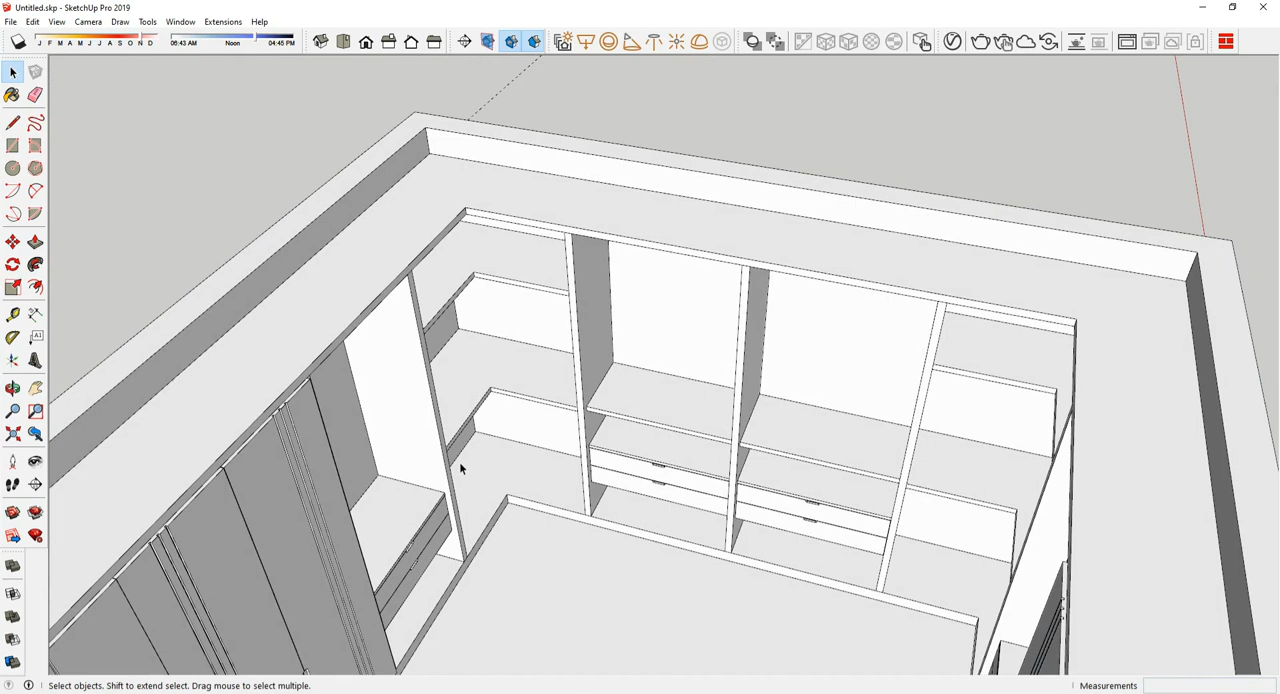 Untitled.skp - SketchUp Pro 2019
File Edit View Camera Draw Tools Window Extensions Help
J F M A M J J A S O N D 06:43 AM Noon 04:45 PM
AI
Select objects. Shift to extend select. Drag mouse to select multiple.
Measurements